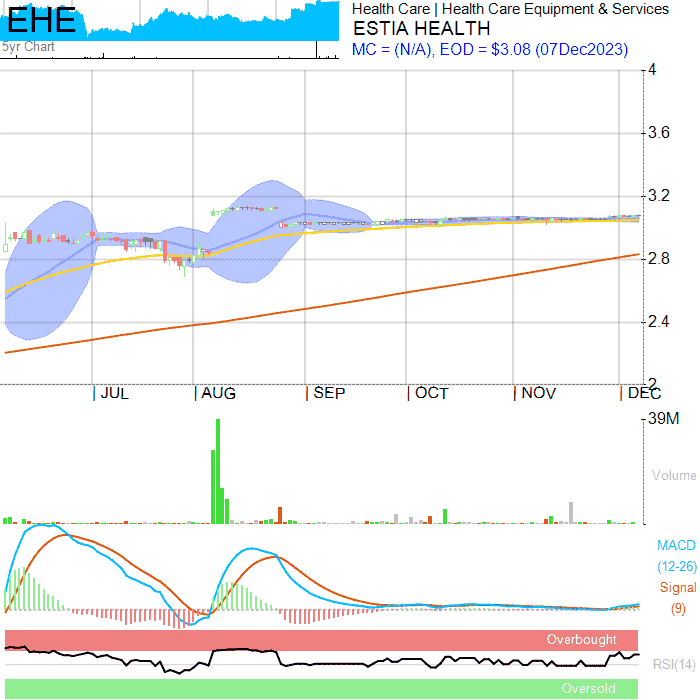 EHE
5yr Chart
Health Care | Health Care Equipment & Services
ESTIA HEALTH
MC = (N/A), EOD = $3.08 (07Dec2023)
4
3.6
3.2
2.8
2.4
2
JUL AUG SEP OCT NOV DEC
39M
Volume
MACD
(12-26)
Signal
(9)
Overbought
RSI(14)
Oversold